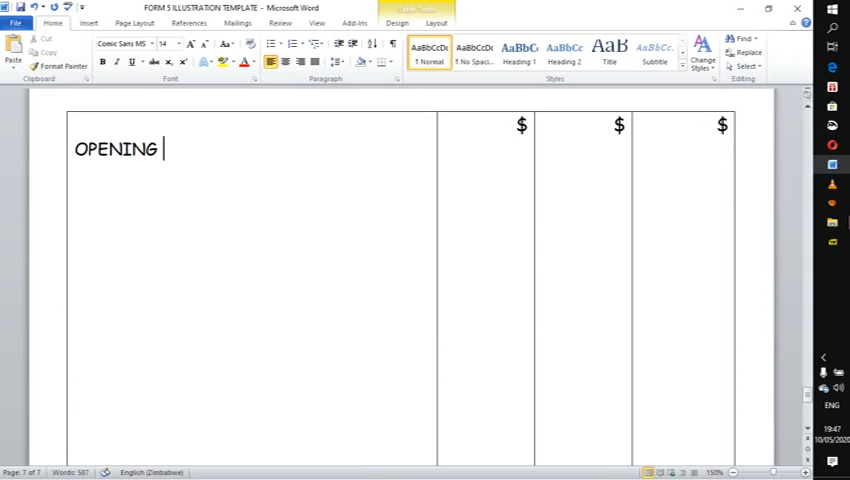 FORM 5 ILLUSTRATION TEMPLATE - Microsoft Word
Table Tools
File Home Insert Page Layout References Mailings Review View Add-Ins Design Layout
Paste
Cut
Copy
Format Painter
Clipboard
Comic Sans MS 14
Font
Paragraph
AaBbCcDc AaBbCcDc AaBbCc AaBbCc AaB AaBbCc.
¶ Normal ¶ No Spaci... Heading 1 Heading 2 Title Subtitle
Styles
Change Styles
Find
Replace
Select
Editing
$ $ $
OPENING
ENG
19:47
10/05/2020
Page: 7 of 7 Words: 587 English (Zimbabwe) 150%